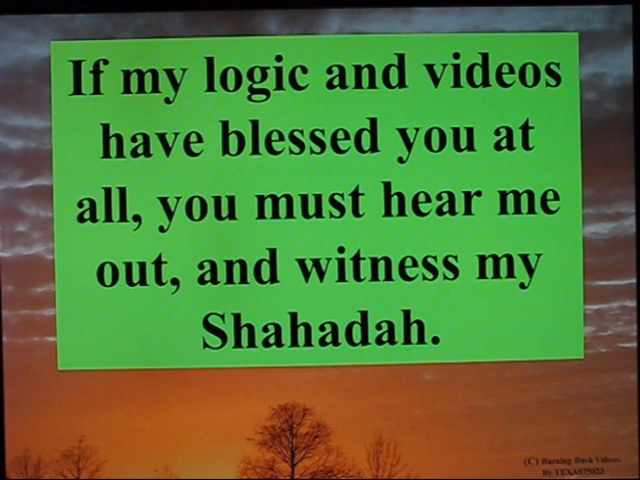 If my logic and videos
have blessed you at
all, you must hear me
out, and witness my
Shahadah.
(C) Burning Bush Videos.
By TEXAS75023